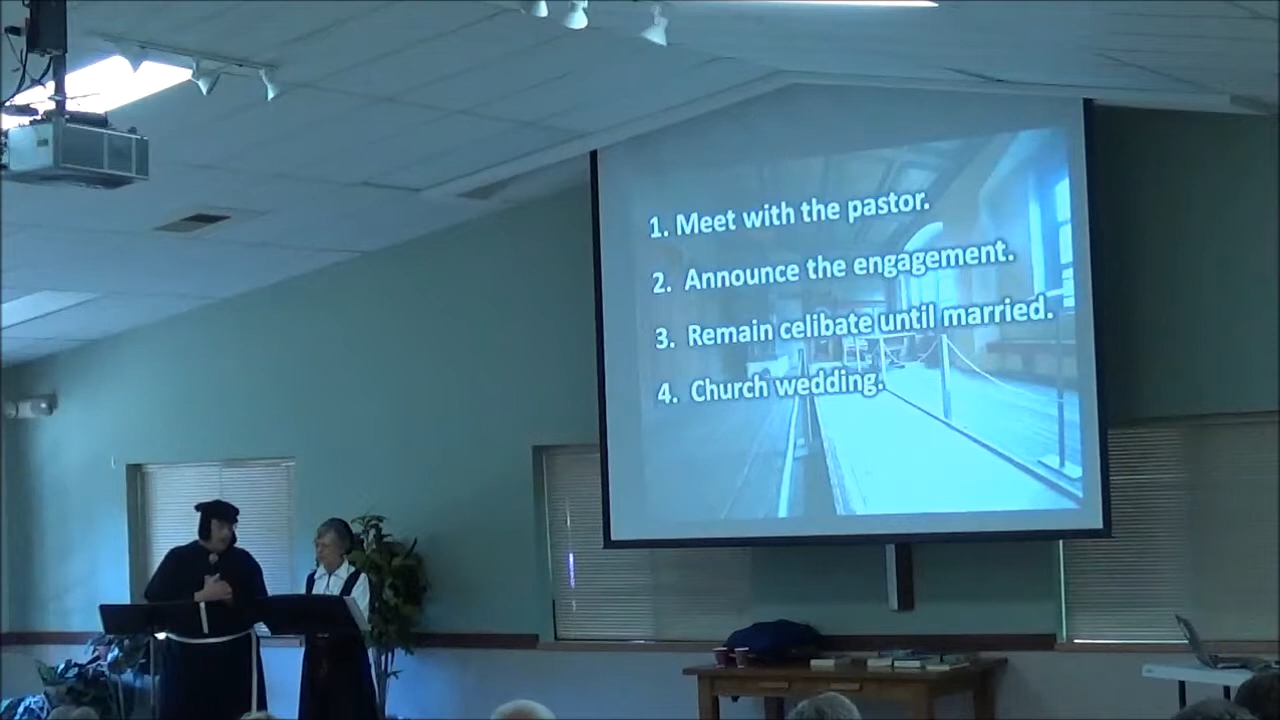 1. Meet with the pastor.
2. Announce the engagement.
3. Remain celibate until married.
4. Church wedding.